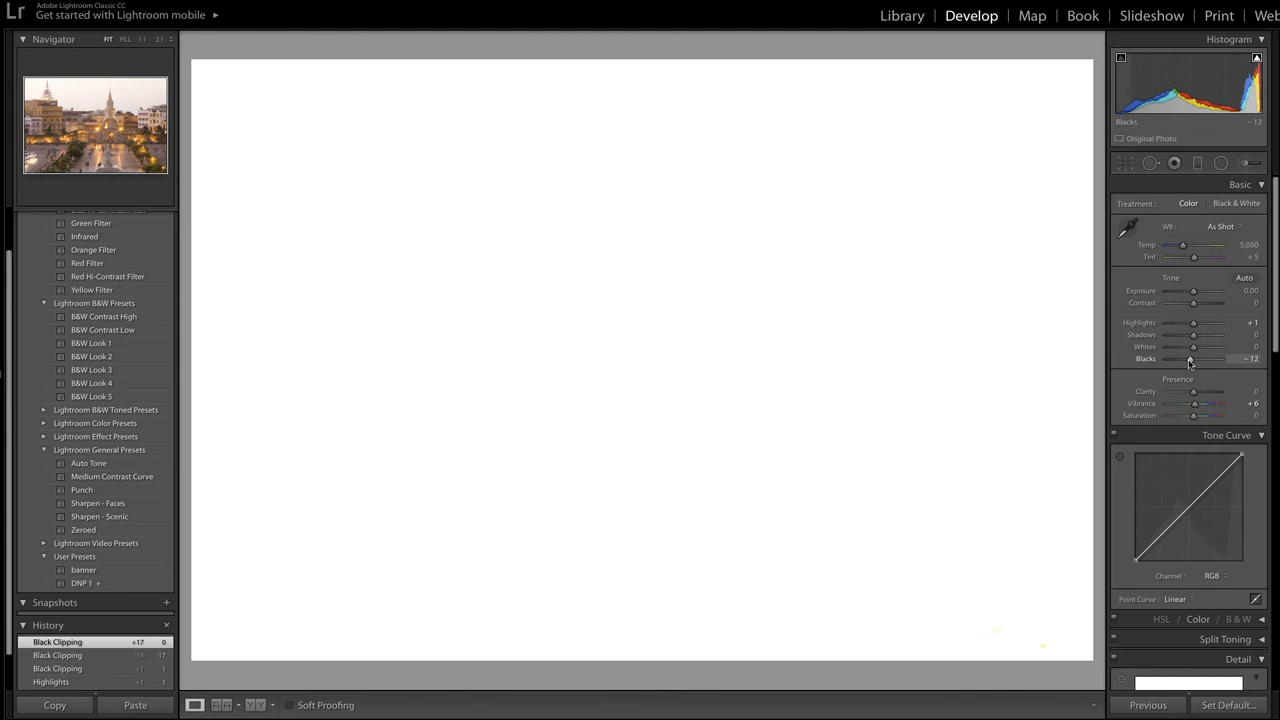 Lr
Adobe Lightroom Classic CC
Get started with Lightroom mobile
Library | Develop | Map | Book | Slideshow | Print | Web
Navigator FIT FILL 1:1 2:1
Green Filter
Infrared
Orange Filter
Red Filter
Red Hi-Contrast Filter
Yellow Filter
Lightroom B&W Presets
B&W Contrast High
B&W Contrast Low
B&W Look 1
B&W Look 2
B&W Look 3
B&W Look 4
B&W Look 5
Lightroom B&W Toned Presets
Lightroom Color Presets
Lightroom Effect Presets
Lightroom General Presets
Auto Tone
Medium Contrast Curve
Punch
Sharpen - Faces
Sharpen - Scenic
Zeroed
Lightroom Video Presets
User Presets
banner
DNP 1 +
Snapshots +
History ×
Black Clipping +17 0
Black Clipping -18 -17
Black Clipping +1 1
Highlights +1 1
Copy Paste
Soft Proofing
Histogram
Blacks - 12
Original Photo
Basic
Treatment : Color Black & White
WB : As Shot
Temp 5,050
Tint + 5
Tone Auto
Exposure 0.00
Contrast 0
Highlights + 1
Shadows 0
Whites 0
Blacks - 12
Presence
Clarity 0
Vibrance + 6
Saturation 0
Tone Curve
Channel : RGB
Point Curve : Linear
HSL / Color / B & W
Split Toning
Detail
Previous Set Default...